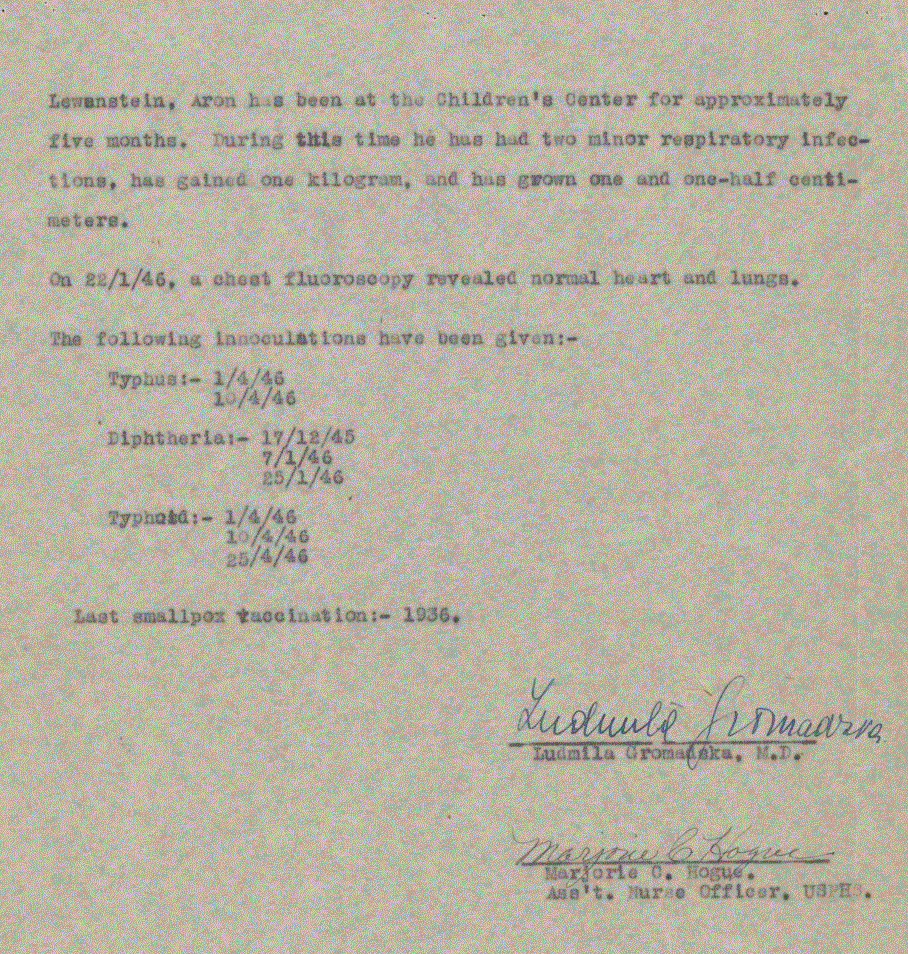 Lewenstein, Aron has been at the Children's Center for approximately
five months. During this time he has had two minor respiratory infec-
tions, has gained one kilogram, and has grown one and one-half centi-
meters.
On 22/1/46, a chest fluoroscopy revealed normal heart and lungs.
The following innoculations have been given:-
Typhus:- 1/4/46
10/4/46
Diphtheria:- 17/12/45
7/1/46
25/1/46
Typhoid:- 1/4/46
10/4/46
25/4/46
Last smallpox vaccination:- 1936.
Ludmila Gromadzka
Ludmila Gromadska, M.D.
Marjorie C Hogue
Marjorie C. Hogue.
Ass't. Nurse Officer, USPHS.